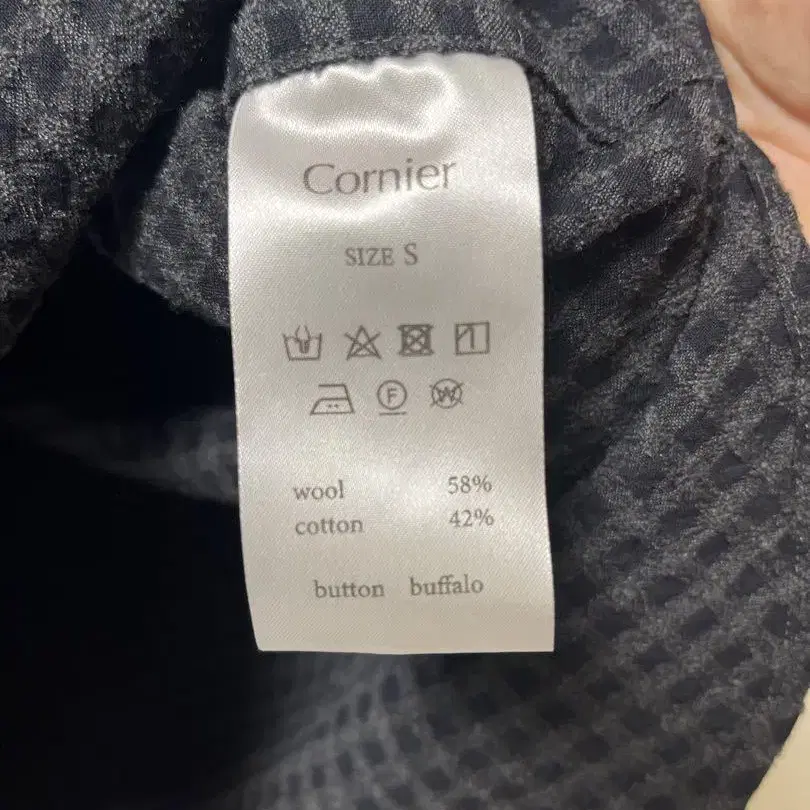 Cornier
SIZE S
F W
wool 58%
cotton 42%
button buffalo